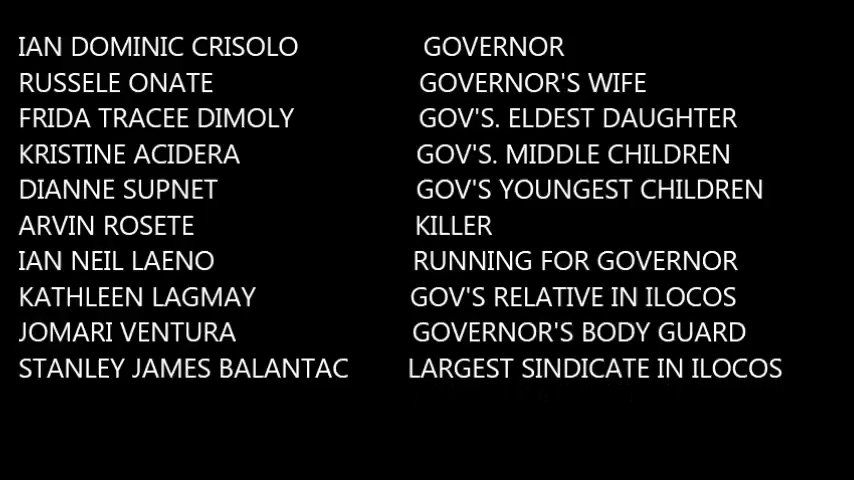 IAN DOMINIC CRISOLO GOVERNOR
RUSSELE ONATE GOVERNOR'S WIFE
FRIDA TRACEE DIMOLY GOV'S. ELDEST DAUGHTER
KRISTINE ACIDERA GOV'S. MIDDLE CHILDREN
DIANNE SUPNET GOV'S YOUNGEST CHILDREN
ARVIN ROSETE KILLER
IAN NEIL LAENO RUNNING FOR GOVERNOR
KATHLEEN LAGMAY GOV'S RELATIVE IN ILOCOS
JOMARI VENTURA GOVERNOR'S BODY GUARD
STANLEY JAMES BALANTAC LARGEST SINDICATE IN ILOCOS